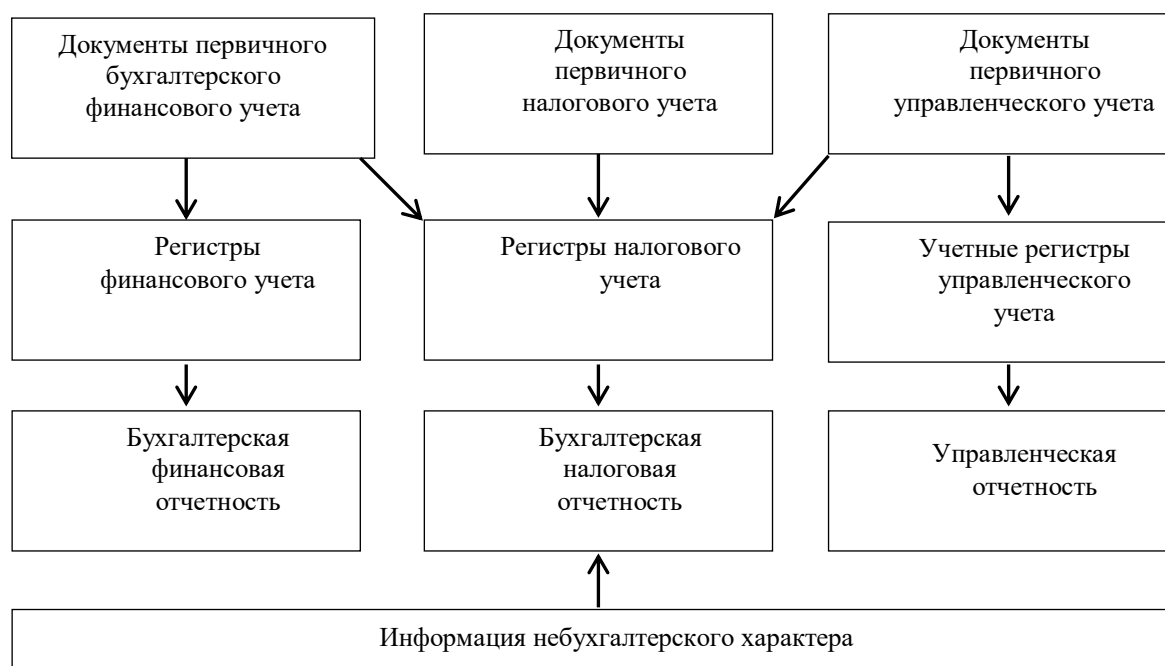 Документы первичного
бухгалтерского
финансового учета
Документы
первичного
налогового учета
Документы
первичного
управленческого учета
Регистры
финансового учета
Регистры налогового
учета
Учетные регистры
управленческого
учета
Бухгалтерская
финансовая
отчетность
Бухгалтерская
налоговая
отчетность
Управленческая
отчетность
Информация небухгалтерского характера